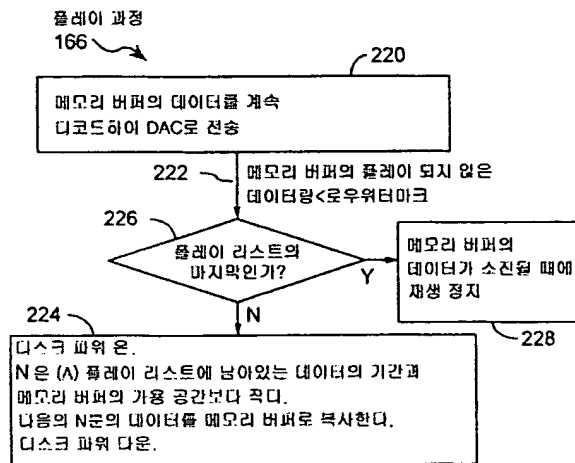 플레이 과정
166
220
메모리 버퍼의 데이터를 계속
디코드하여 DAC로 전송
222
메모리 버퍼의 플레이 되지 않은
데이터량<로우워터마크
226
플레이 리스트의
마지막인가?
Y
N
메모리 버퍼의
데이터가 소진될 때에
재생 정지
228
224
디스크 파워 온.
N은 (A) 플레이 리스트에 남아있는 데이터의 기간과
메모리 버퍼의 가용 공간보다 작다.
다음의 N분의 데이터를 메모리 버퍼로 복사한다.
디스크 파워 다운.